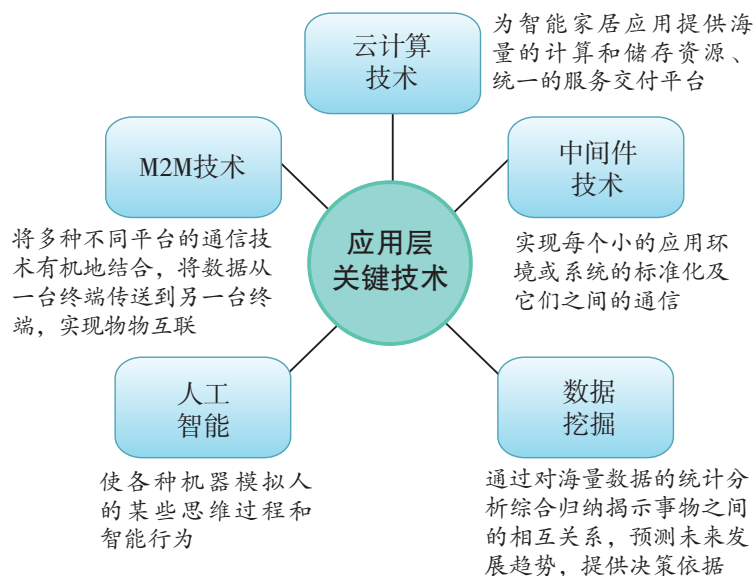 云计算
技术
为智能家居应用提供海
量的计算和储存资源、
统一的服务交付平台
M2M技术
将多种不同平台的通信技
术有机地结合，将数据从
一台终端传送到另一台终
端，实现物物互联
应用层
关键技术
中间件
技术
实现每个小的应用环
境或系统的标准化及
它们之间的通信
人工
智能
使各种机器模拟人
的某些思维过程和
智能行为
数据
挖掘
通过对海量数据的统计分
析综合归纳揭示事物之间
的相互关系，预测未来发
展趋势，提供决策依据